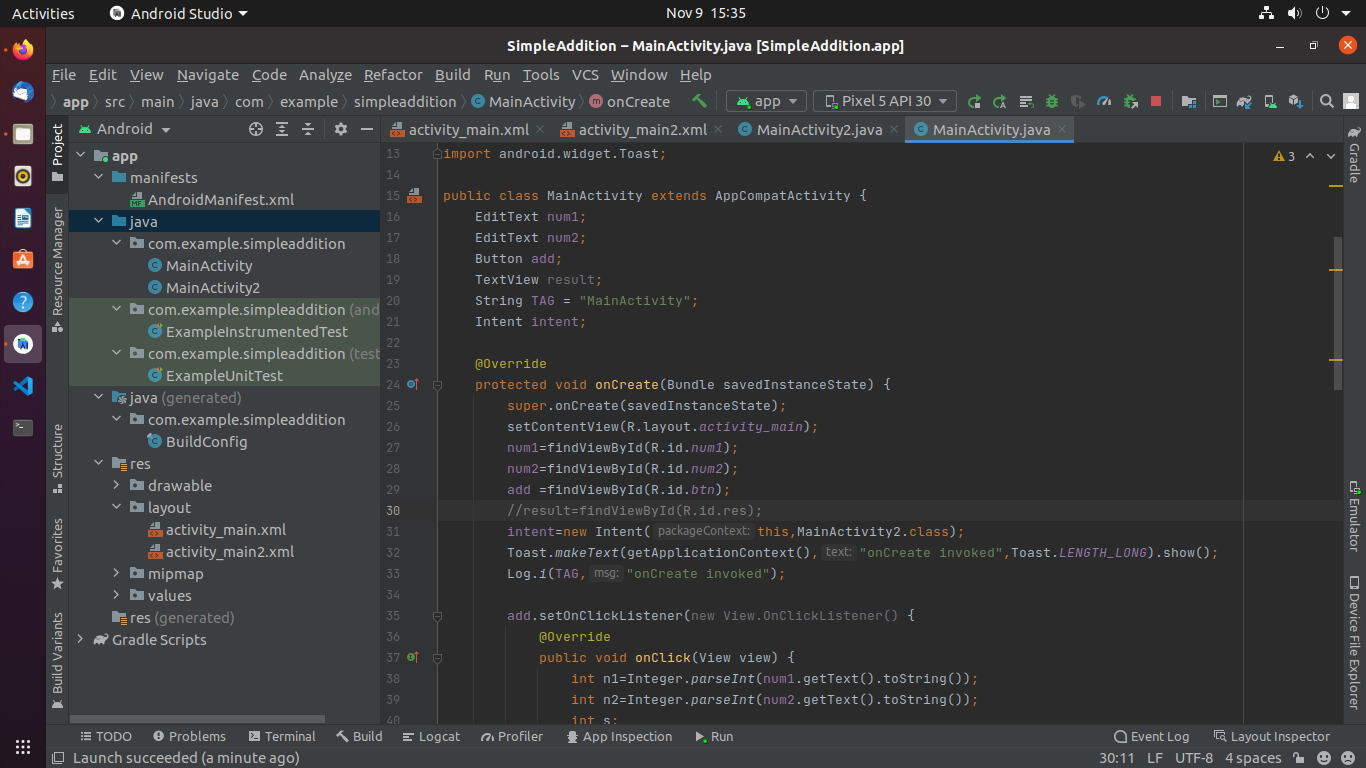 Activities Android Studio Nov 9 15:35
SimpleAddition – MainActivity.java [SimpleAddition.app]
File Edit View Navigate Code Analyze Refactor Build Run Tools VCS Window Help
app src main java com example simpleaddition MainActivity onCreate app Pixel 5 API 30
Project
Resource Manager
Structure
Favorites
Build Variants
Android
app
manifests
AndroidManifest.xml
java
com.example.simpleaddition
MainActivity
MainActivity2
com.example.simpleaddition (and
ExampleInstrumentedTest
com.example.simpleaddition (test
ExampleUnitTest
java (generated)
com.example.simpleaddition
BuildConfig
res
drawable
layout
activity_main.xml
activity_main2.xml
mipmap
values
res (generated)
Gradle Scripts
activity_main.xml activity_main2.xml MainActivity2.java MainActivity.java
3
13 import android.widget.Toast;
14
15 public class MainActivity extends AppCompatActivity {
16 EditText num1;
17 EditText num2;
18 Button add;
19 TextView result;
20 String TAG = "MainActivity";
21 Intent intent;
22
23 @Override
24 protected void onCreate(Bundle savedInstanceState) {
25 super.onCreate(savedInstanceState);
26 setContentView(R.layout.activity_main);
27 num1=findViewById(R.id.num1);
28 num2=findViewById(R.id.num2);
29 add =findViewById(R.id.btn);
30 //result=findViewById(R.id.res);
31 intent=new Intent( packageContext: this,MainActivity2.class);
32 Toast.makeText(getApplicationContext(), text: "onCreate invoked",Toast.LENGTH_LONG).show();
33 Log.i(TAG, msg: "onCreate invoked");
34
35 add.setOnClickListener(new View.OnClickListener() {
36 @Override
37 public void onClick(View view) {
38 int n1=Integer.parseInt(num1.getText().toString());
39 int n2=Integer.parseInt(num2.getText().toString());
40 int s;
Gradle
Emulator
Device File Explorer
TODO Problems Terminal Build Logcat Profiler App Inspection Run Event Log Layout Inspector
Launch succeeded (a minute ago) 30:11 LF UTF-8 4 spaces